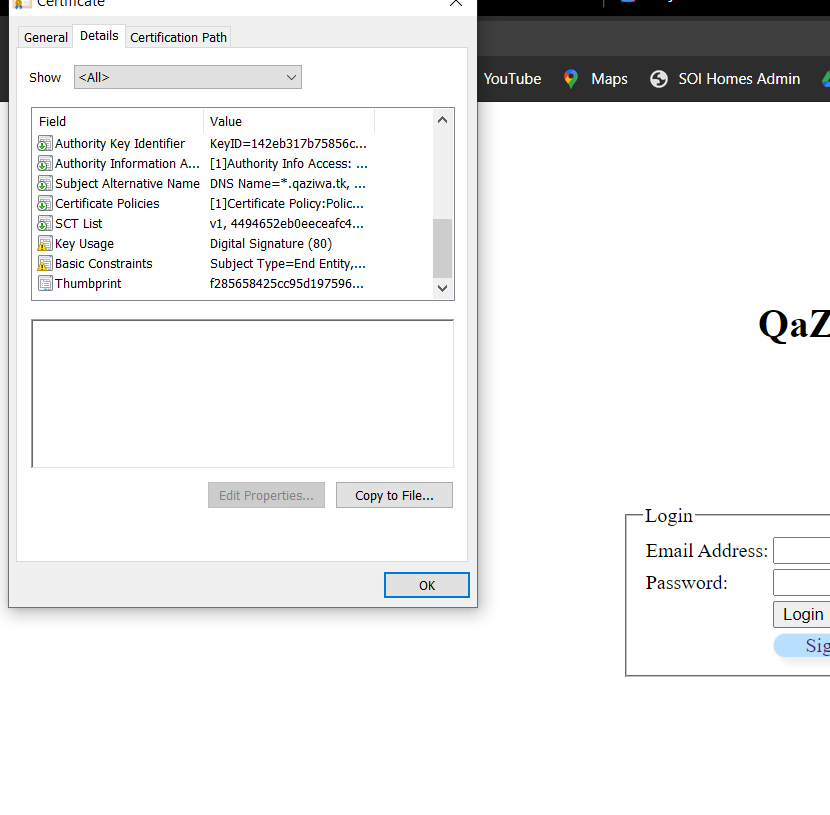 Certificate
General Details Certification Path
Show <All>
Field Value
Authority Key Identifier KeyID=142eb317b75856c...
Authority Information A... [1]Authority Info Access: ...
Subject Alternative Name DNS Name=*.qaziwa.tk, ...
Certificate Policies [1]Certificate Policy:Polic...
SCT List v1, 4494652eb0eeceafc4...
Key Usage Digital Signature (80)
Basic Constraints Subject Type=End Entity,...
Thumbprint f285658425cc95d197596...
Edit Properties... Copy to File...
OK
YouTube Maps SOI Homes Admin
QaZ
Login
Email Address:
Password:
Login
Sig